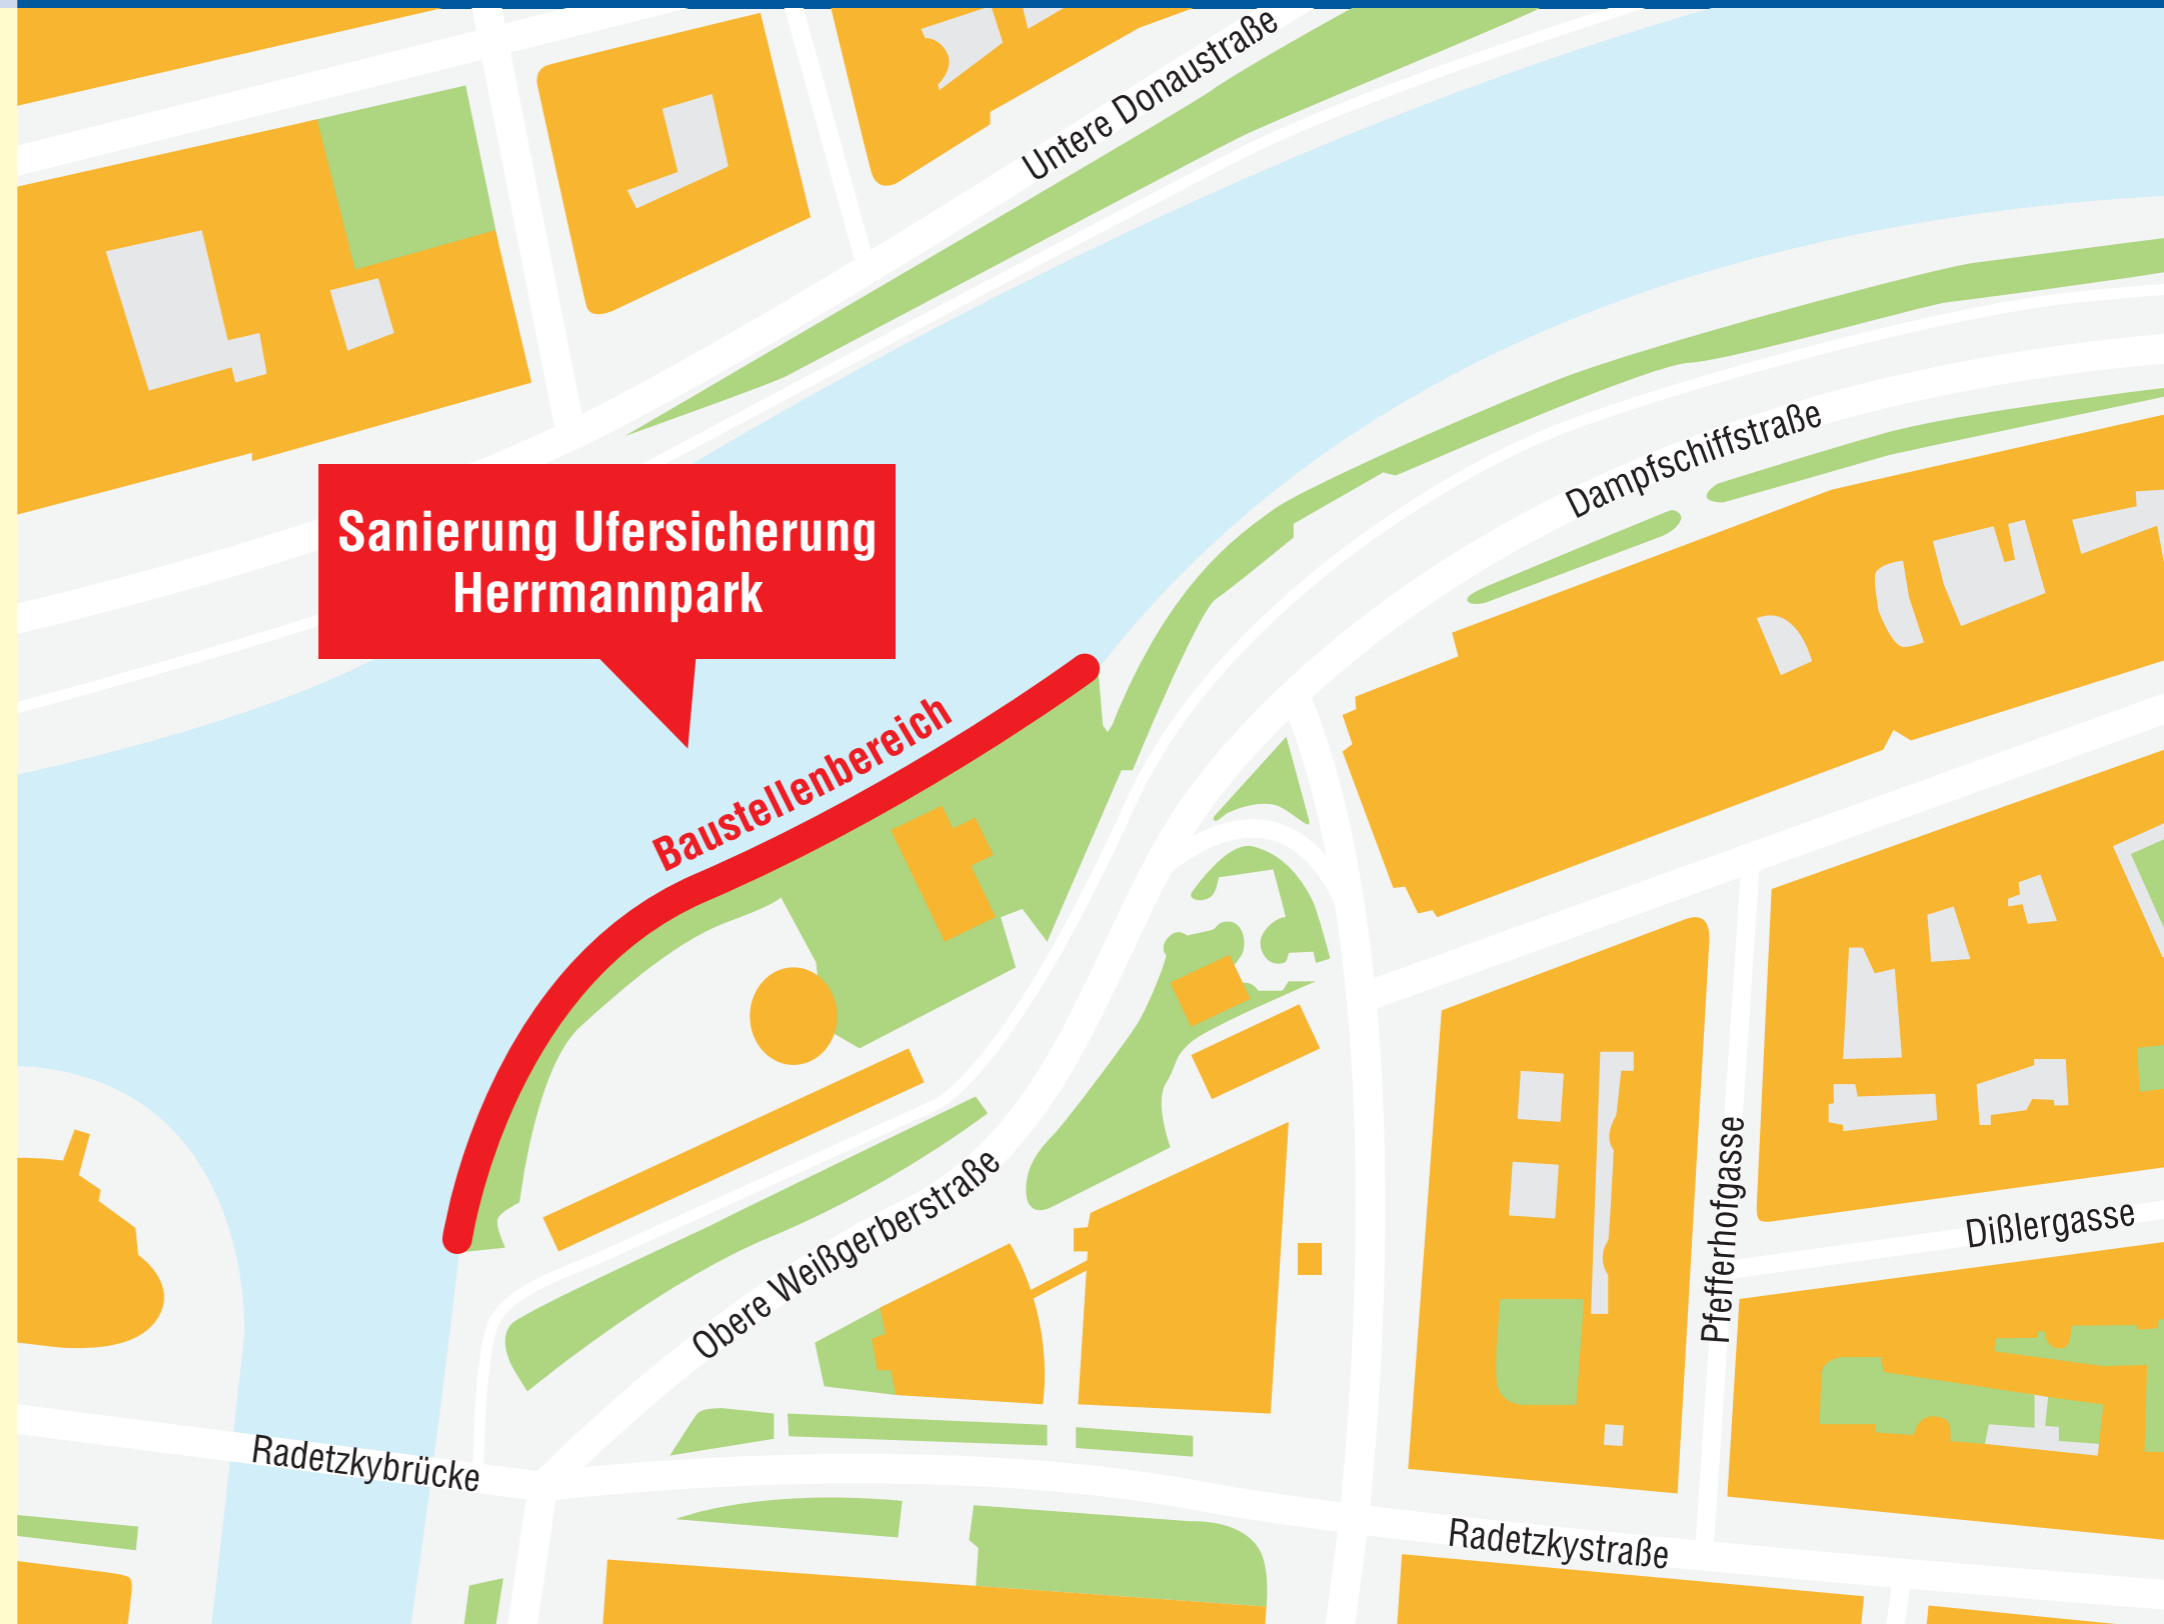 Untere Donaustraße
Dampfschiffstraße
Sanierung Ufersicherung
Herrmannpark
Baustellenbereich
Obere Weißgerberstraße
Pfefferhofgasse
Dißlergasse
Radetzkybrücke
Radetzkystraße